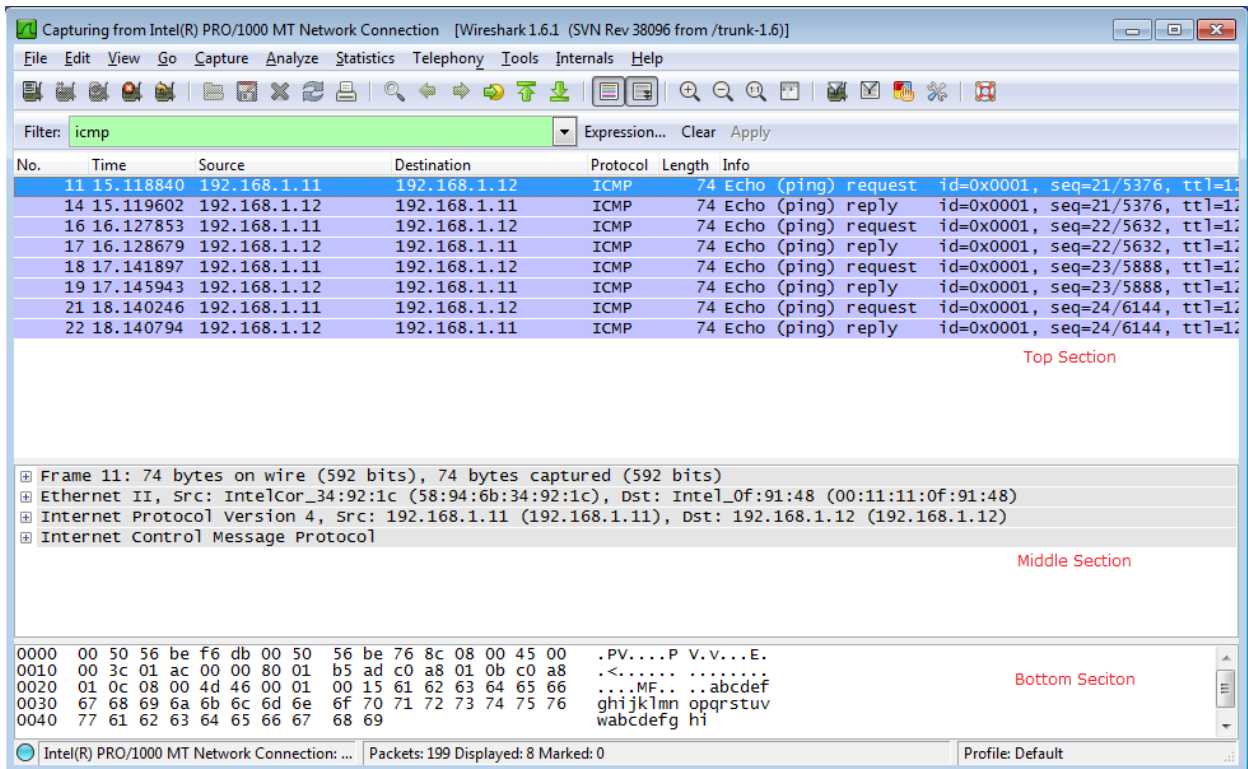 Capturing from Intel(R) PRO/1000 MT Network Connection [Wireshark 1.6.1 (SVN Rev 38096 from /trunk-1.6)]
File Edit View Go Capture Analyze Statistics Telephony Tools Internals Help
Filter: icmp Expression... Clear Apply
No. Time Source Destination Protocol Length Info
11 15.118840 192.168.1.11 192.168.1.12 ICMP 74 Echo (ping) request id=0x0001, seq=21/5376, ttl=12
14 15.119602 192.168.1.12 192.168.1.11 ICMP 74 Echo (ping) reply id=0x0001, seq=21/5376, ttl=12
16 16.127853 192.168.1.11 192.168.1.12 ICMP 74 Echo (ping) request id=0x0001, seq=22/5632, ttl=12
17 16.128679 192.168.1.12 192.168.1.11 ICMP 74 Echo (ping) reply id=0x0001, seq=22/5632, ttl=12
18 17.141897 192.168.1.11 192.168.1.12 ICMP 74 Echo (ping) request id=0x0001, seq=23/5888, ttl=12
19 17.145943 192.168.1.12 192.168.1.11 ICMP 74 Echo (ping) reply id=0x0001, seq=23/5888, ttl=12
21 18.140246 192.168.1.11 192.168.1.12 ICMP 74 Echo (ping) request id=0x0001, seq=24/6144, ttl=12
22 18.140794 192.168.1.12 192.168.1.11 ICMP 74 Echo (ping) reply id=0x0001, seq=24/6144, ttl=12
Top Section
Frame 11: 74 bytes on wire (592 bits), 74 bytes captured (592 bits)
Ethernet II, Src: IntelCor_34:92:1c (58:94:6b:34:92:1c), Dst: Intel_0f:91:48 (00:11:11:0f:91:48)
Internet Protocol Version 4, Src: 192.168.1.11 (192.168.1.11), Dst: 192.168.1.12 (192.168.1.12)
Internet Control Message Protocol
Middle Section
0000 00 50 56 be f6 db 00 50 56 be 76 8c 08 00 45 00 .PV....P V.v...E.
0010 00 3c 01 ac 00 00 80 01 b5 ad c0 a8 01 0b c0 a8 .<...... ........
0020 01 0c 08 00 4d 46 00 01 00 15 61 62 63 64 65 66 ....MF.. ..abcdef
0030 67 68 69 6a 6b 6c 6d 6e 6f 70 71 72 73 74 75 76 ghijklmn opqrstuv
0040 77 61 62 63 64 65 66 67 68 69 wabcdefg hi
Bottom Seciton
Intel(R) PRO/1000 MT Network Connection: ... Packets: 199 Displayed: 8 Marked: 0 Profile: Default